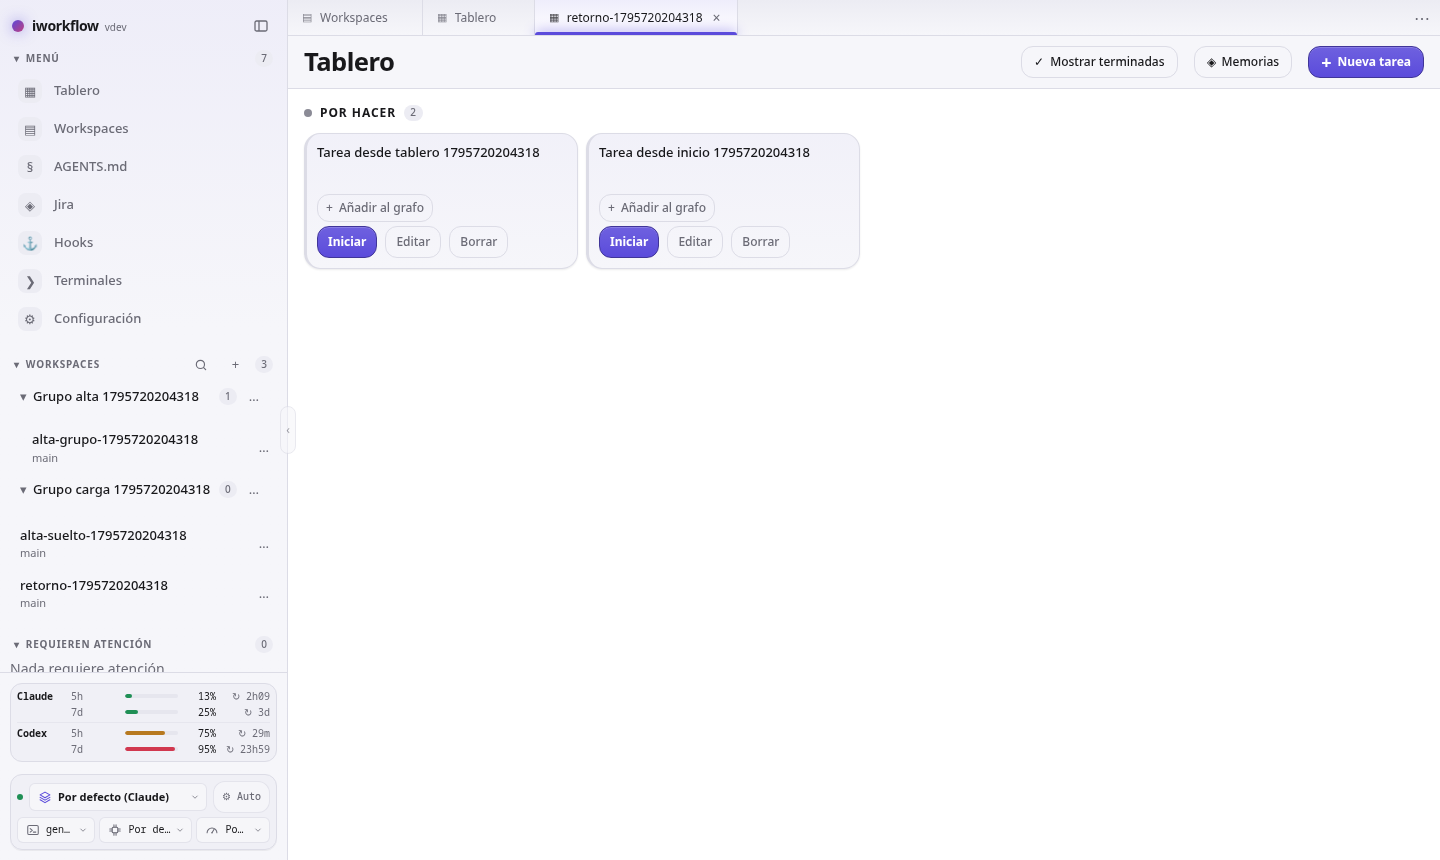 iworkflow vdev
MENÚ 7
Tablero
Workspaces
AGENTS.md
Jira
Hooks
Terminales
Configuración
WORKSPACES + 3
Grupo alta 1795720204318 1 ...
alta-grupo-1795720204318 ...
main
Grupo carga 1795720204318 0 ...
alta-suelto-1795720204318 ...
main
retorno-1795720204318 ...
main
REQUIEREN ATENCIÓN 0
Nada requiere atención
Claude 5h 13% ↻ 2h09
7d 25% ↻ 3d
Codex 5h 75% ↻ 29m
7d 95% ↻ 23h59
Por defecto (Claude) Auto
gen… Por de… Po…
Workspaces Tablero retorno-1795720204318 × ⋯
Tablero
✓ Mostrar terminadas ◈ Memorias + Nueva tarea
POR HACER 2
Tarea desde tablero 1795720204318
+ Añadir al grafo
Iniciar Editar Borrar
Tarea desde inicio 1795720204318
+ Añadir al grafo
Iniciar Editar Borrar